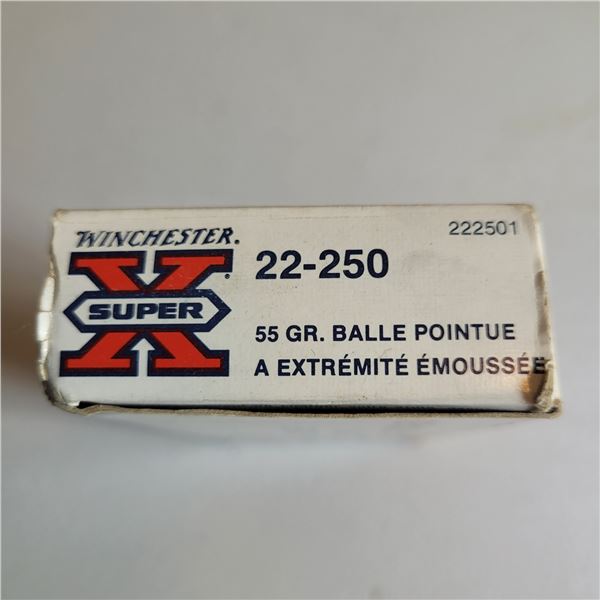 WINCHESTER.
222501
X
SUPER
22-250
55 GR. BALLE POINTUE
A EXTRÉMITÉ ÉMOUSSÉE